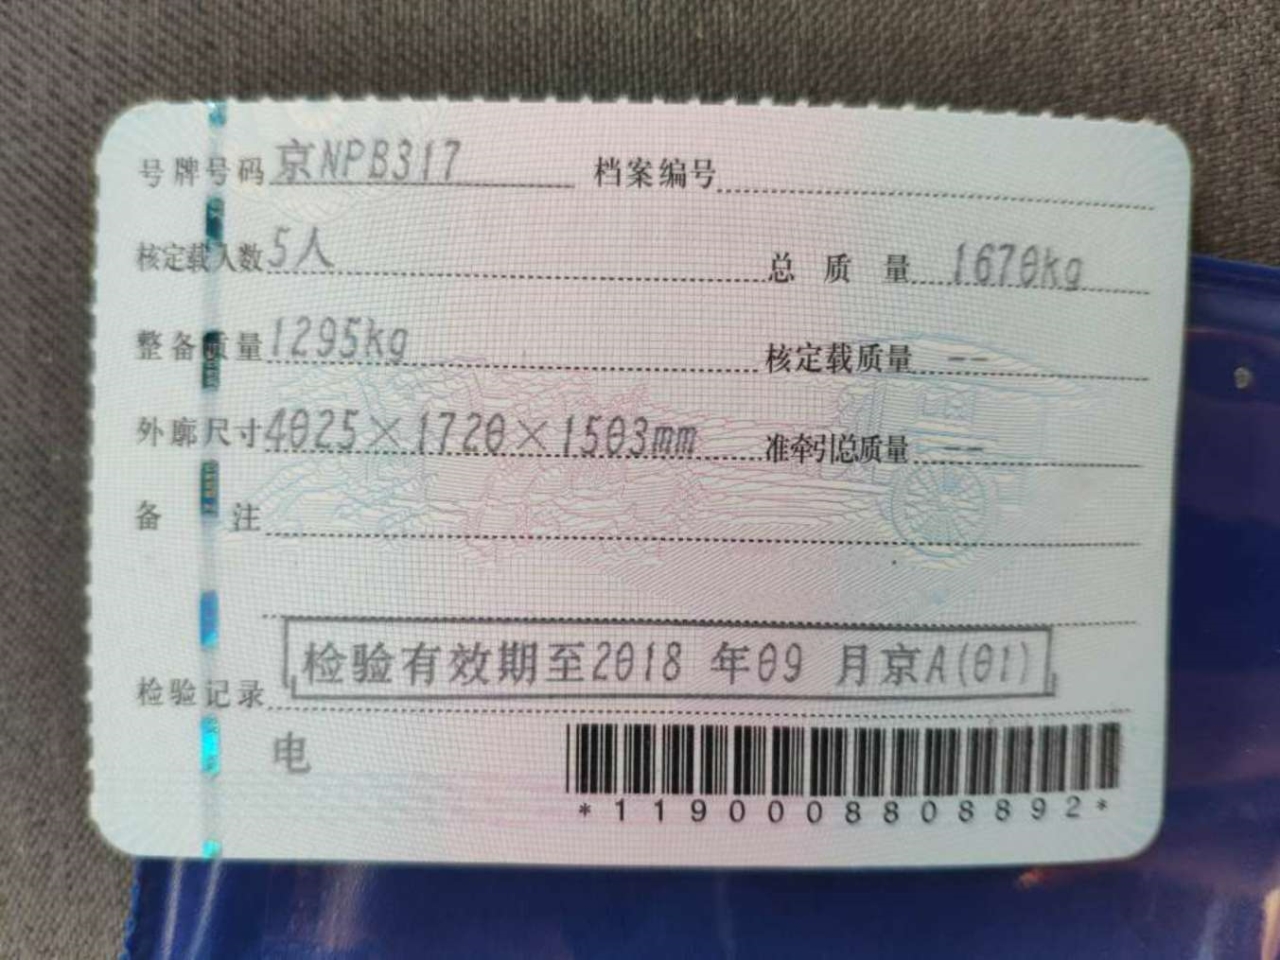 号牌号码 京NPB317 档案编号
核定载人数 5人 总质量 1670kg
整备质量 1295kg 核定载质量 --
外廓尺寸 4025×1720×1503mm 准牵引总质量 --
备注
检验记录 检验有效期至2018 年09 月京A(01)
电
*1190008808892*